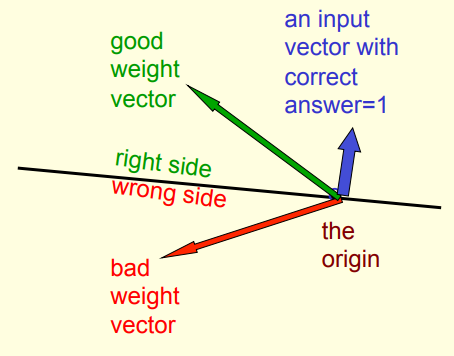 an input
vector with
correct
answer=1
good
weight
vector
right side
wrong side
the
origin
bad
weight
vector